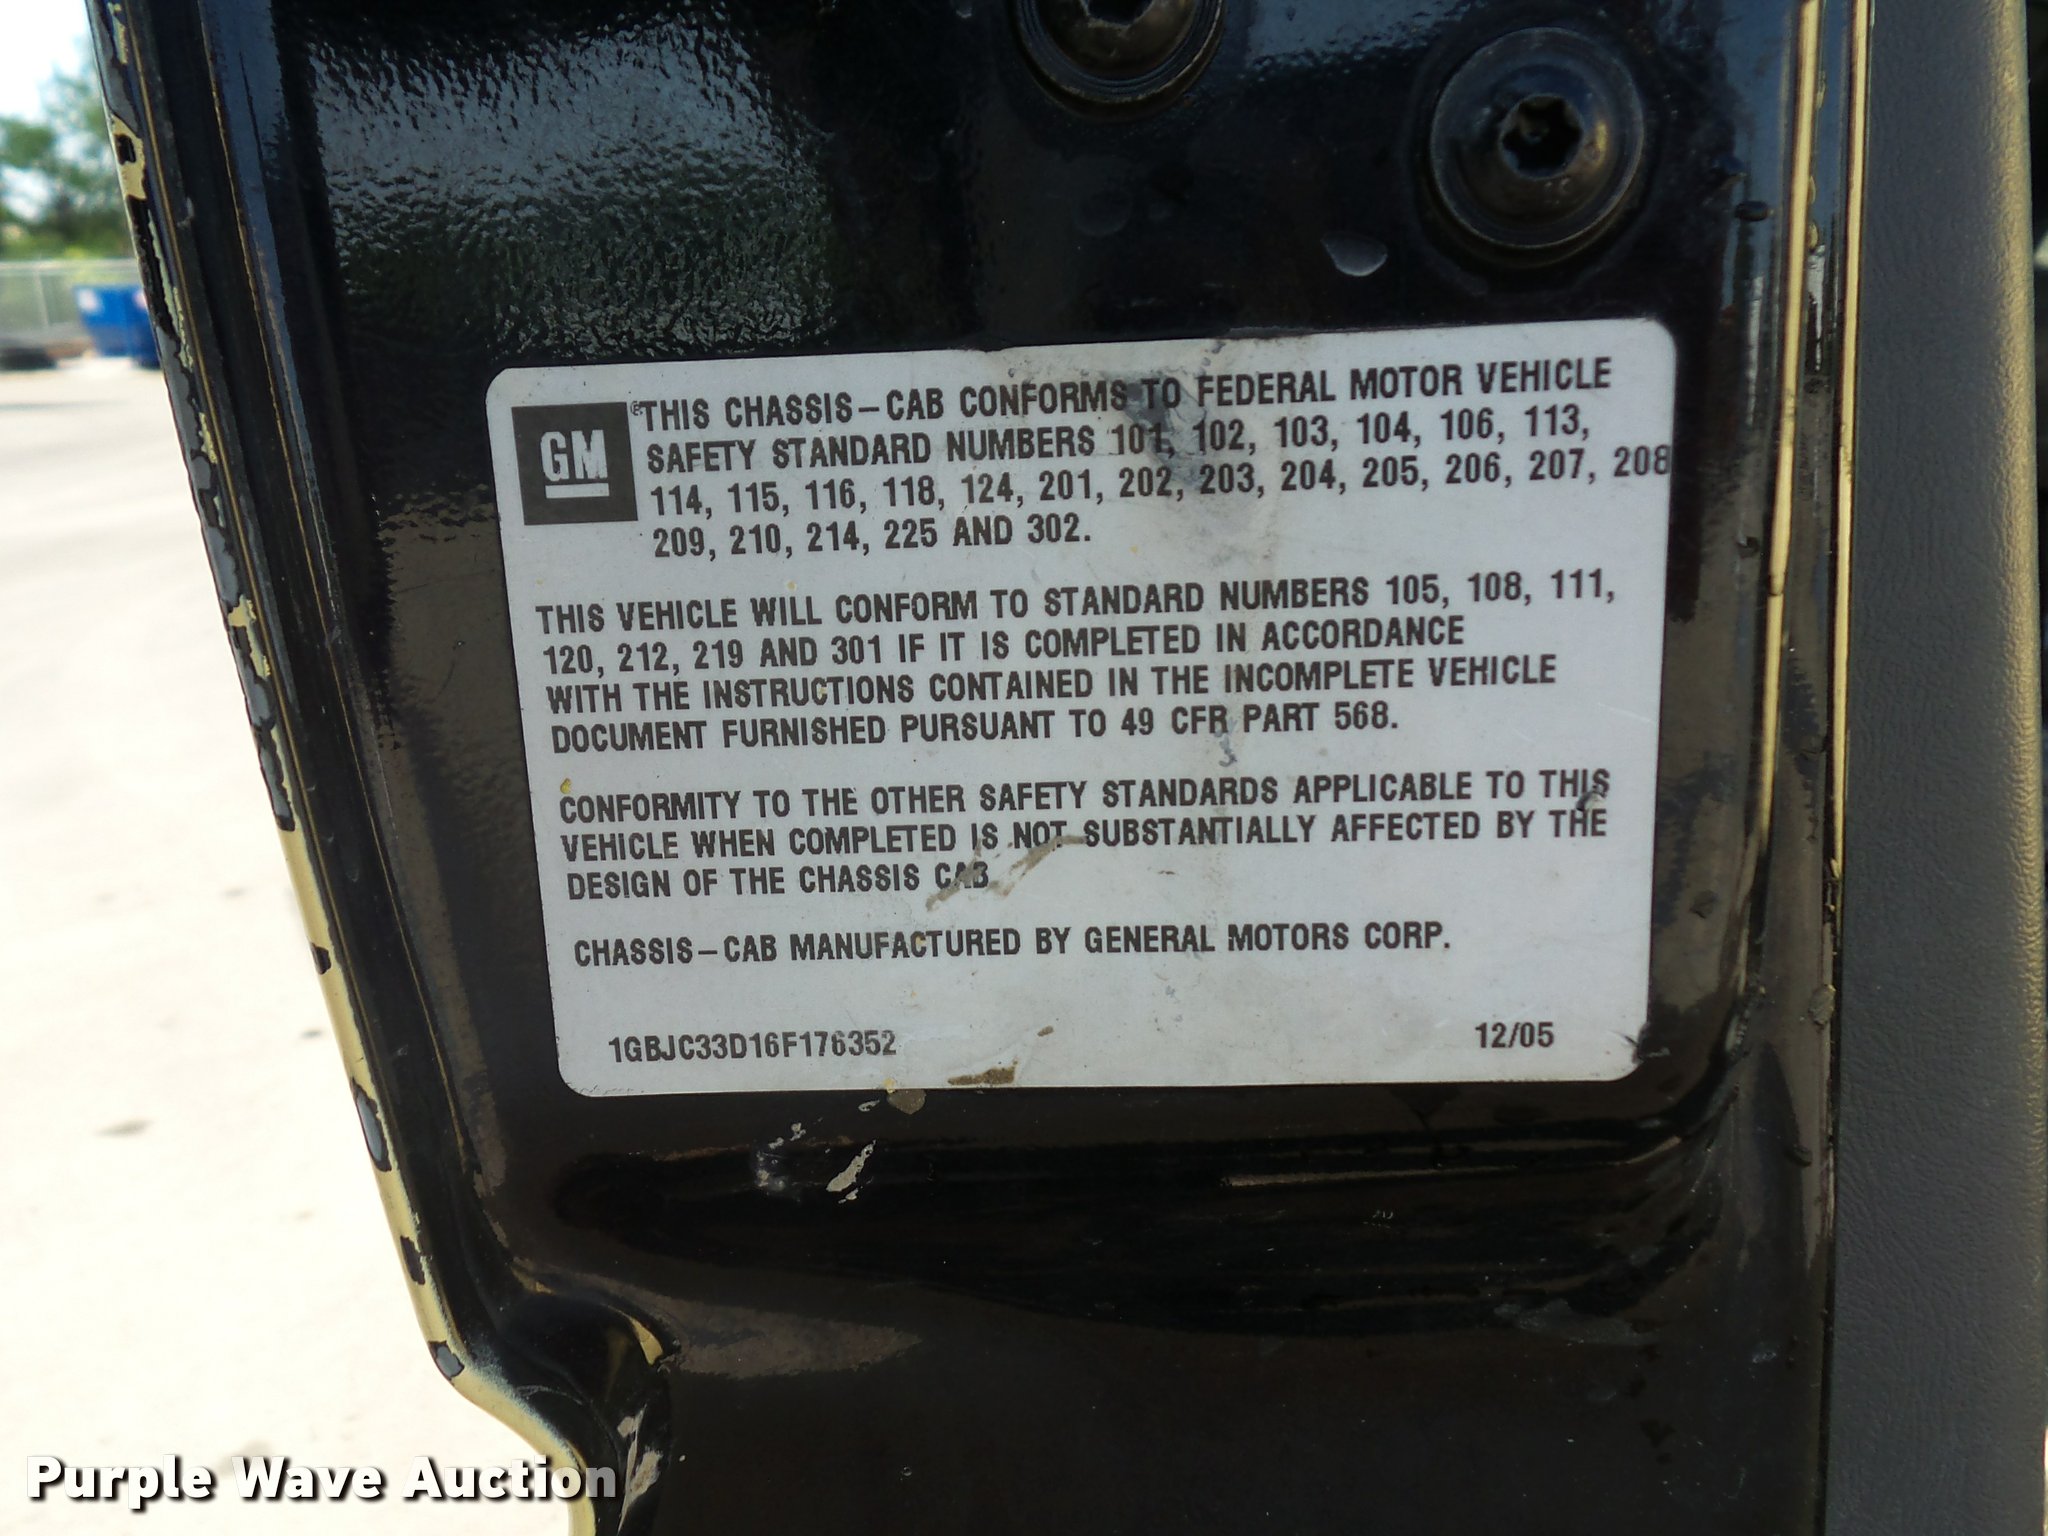 GM
®THIS CHASSIS-CAB CONFORMS TO FEDERAL MOTOR VEHICLE
SAFETY STANDARD NUMBERS 101, 102, 103, 104, 106, 113,
114, 115, 116, 118, 124, 201, 202, 203, 204, 205, 206, 207, 208
209, 210, 214, 225 AND 302.
THIS VEHICLE WILL CONFORM TO STANDARD NUMBERS 105, 108, 111,
120, 212, 219 AND 301 IF IT IS COMPLETED IN ACCORDANCE
WITH THE INSTRUCTIONS CONTAINED IN THE INCOMPLETE VEHICLE
DOCUMENT FURNISHED PURSUANT TO 49 CFR PART 568.
CONFORMITY TO THE OTHER SAFETY STANDARDS APPLICABLE TO THIS
VEHICLE WHEN COMPLETED IS NOT SUBSTANTIALLY AFFECTED BY THE
DESIGN OF THE CHASSIS CAB
CHASSIS-CAB MANUFACTURED BY GENERAL MOTORS CORP.
1GBJC33D16F176352 12/05
Purple Wave Auction